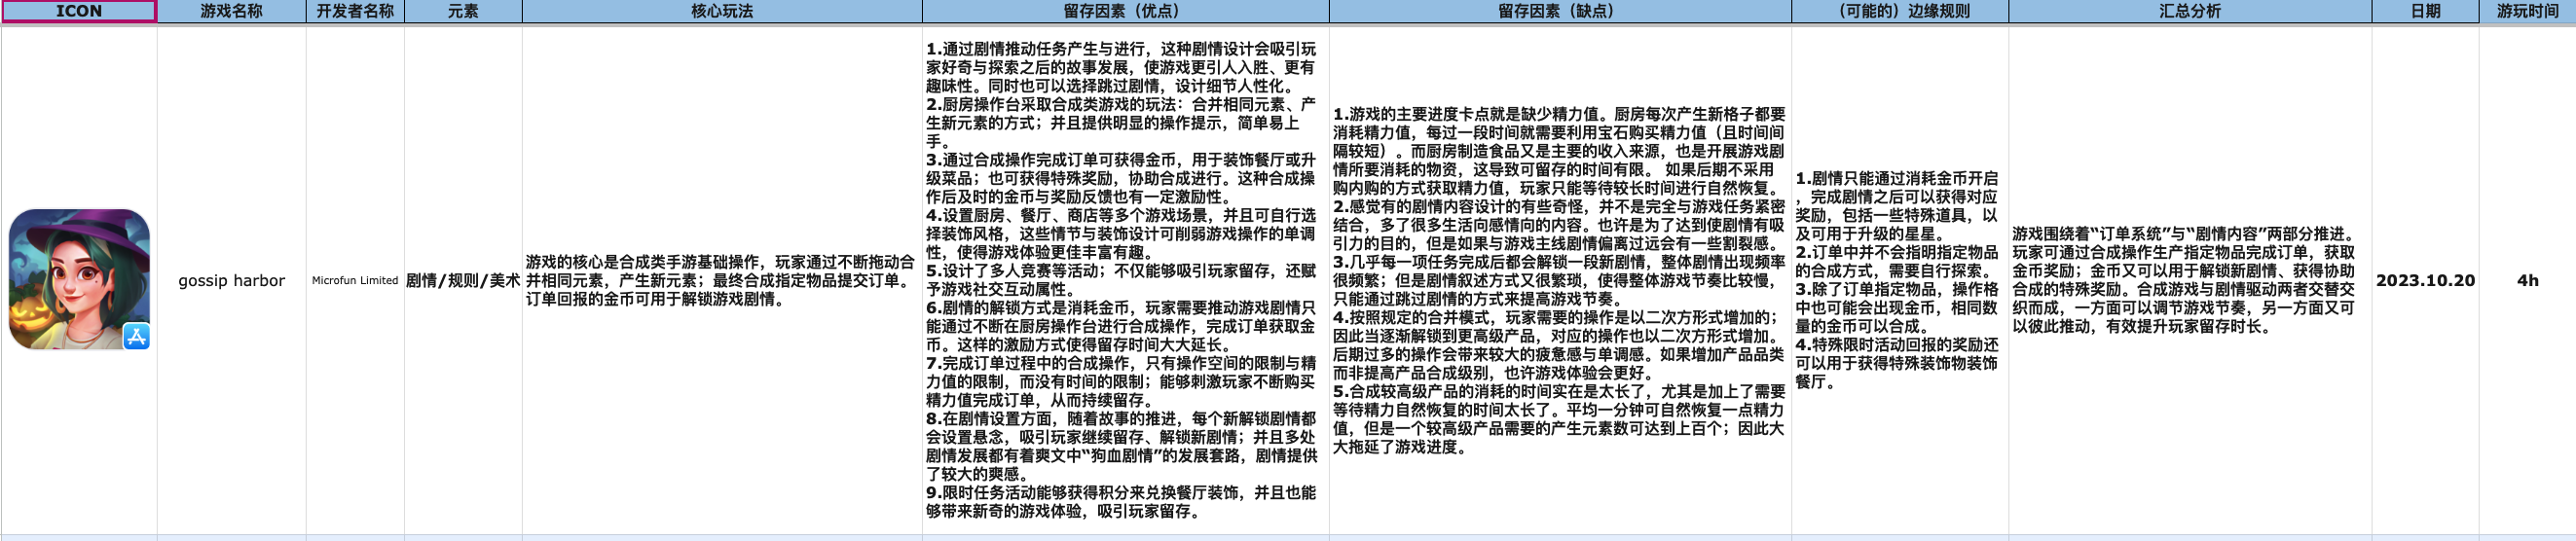 ICON
游戏名称
开发者名称
元素
核心玩法
留存因素（优点）
留存因素（缺点）
（可能的）边缘规则
汇总分析
日期
游玩时间
gossip harbor
Microfun Limited
剧情/规则/美术
游戏的核心是合成类手游基础操作，玩家通过不断拖动合
并相同元素，产生新元素；最终合成指定物品提交订单。
订单回报的金币可用于解锁游戏剧情。
1.通过剧情推动任务产生与进行，这种剧情设计会吸引玩
家好奇与探索之后的故事发展，使游戏更引人入胜、更有
趣味性。同时也可以选择跳过剧情，设计细节人性化。
2.厨房操作台采取合成类游戏的玩法：合并相同元素、产
生新元素的方式；并且提供明显的操作提示，简单易上
手。
3.通过合成操作完成订单可获得金币，用于装饰餐厅或升
级菜品；也可获得特殊奖励，协助合成进行。这种合成操
作后及时的金币与奖励反馈也有一定激励性。
4.设置厨房、餐厅、商店等多个游戏场景，并且可自行选
择装饰风格，这些情节与装饰设计可削弱游戏操作的单调
性，使得游戏体验更佳丰富有趣。
5.设计了多人竞赛等活动；不仅能够吸引玩家留存，还赋
予游戏社交互动属性。
6.剧情的解锁方式是消耗金币，玩家需要推动游戏剧情只
能通过不断在厨房操作台进行合成操作，完成订单获取金
币。这样的激励方式使得留存时间大大延长。
7.完成订单过程中的合成操作，只有操作空间的限制与精
力值的限制，而没有时间的限制；能够刺激玩家不断购买
精力值完成订单，从而持续留存。
8.在剧情设置方面，随着故事的推进，每个新解锁剧情都
会设置悬念，吸引玩家继续留存、解锁新剧情；并且多处
剧情发展都有着爽文中“狗血剧情”的发展套路，剧情提供
了较大的爽感。
9.限时任务活动能够获得积分来兑换餐厅装饰，并且也能
够带来新奇的游戏体验，吸引玩家留存。
1.游戏的主要进度卡点就是缺少精力值。厨房每次产生新格子都要
消耗精力值，每过一段时间就需要利用宝石购买精力值（且时间间
隔较短）。而厨房制造食品又是主要的收入来源，也是开展游戏剧
情所要消耗的物资，这导致可留存的时间有限。 如果后期不采用
购内购的方式获取精力值，玩家只能等待较长时间进行自然恢复。
2.感觉有的剧情内容设计的有些奇怪，并不是完全与游戏任务紧密
结合，多了很多生活向感情向的内容。也许是为了达到使剧情有吸
引力的目的，但是如果与游戏主线剧情偏离过远会有一些割裂感。
3.几乎每一项任务完成后都会解锁一段新剧情，整体剧情出现频率
很频繁；但是剧情叙述方式又很繁琐，使得整体游戏节奏比较慢，
只能通过跳过剧情的方式来提高游戏节奏。
4.按照规定的合并模式，玩家需要的操作是以二次方形式增加的；
因此当逐渐解锁到更高级产品，对应的操作也以二次方形式增加。
后期过多的操作会带来较大的疲惫感与单调感。如果增加产品品类
而非提高产品合成级别，也许游戏体验会更好。
5.合成较高级产品的消耗的时间实在是太长了，尤其是加上了需要
等待精力自然恢复的时间太长了。平均一分钟可自然恢复一点精力
值，但是一个较高级产品需要的产生元素数可达到上百个；因此大
大拖延了游戏进度。
1.剧情只能通过消耗金币开启
，完成剧情之后可以获得对应
奖励，包括一些特殊道具，以
及可用于升级的星星。
2.订单中并不会指明指定物品
的合成方式，需要自行探索。
3.除了订单指定物品，操作格
中也可能会出现金币，相同数
量的金币可以合成。
4.特殊限时活动回报的奖励还
可以用于获得特殊装饰物装饰
餐厅。
游戏围绕着“订单系统”与“剧情内容”两部分推进。
玩家可通过合成操作生产指定物品完成订单，获取
金币奖励；金币又可以用于解锁新剧情、获得协助
合成的特殊奖励。合成游戏与剧情驱动两者交替交
织而成，一方面可以调节游戏节奏，另一方面又可
以彼此推动，有效提升玩家留存时长。
2023.10.20
4h